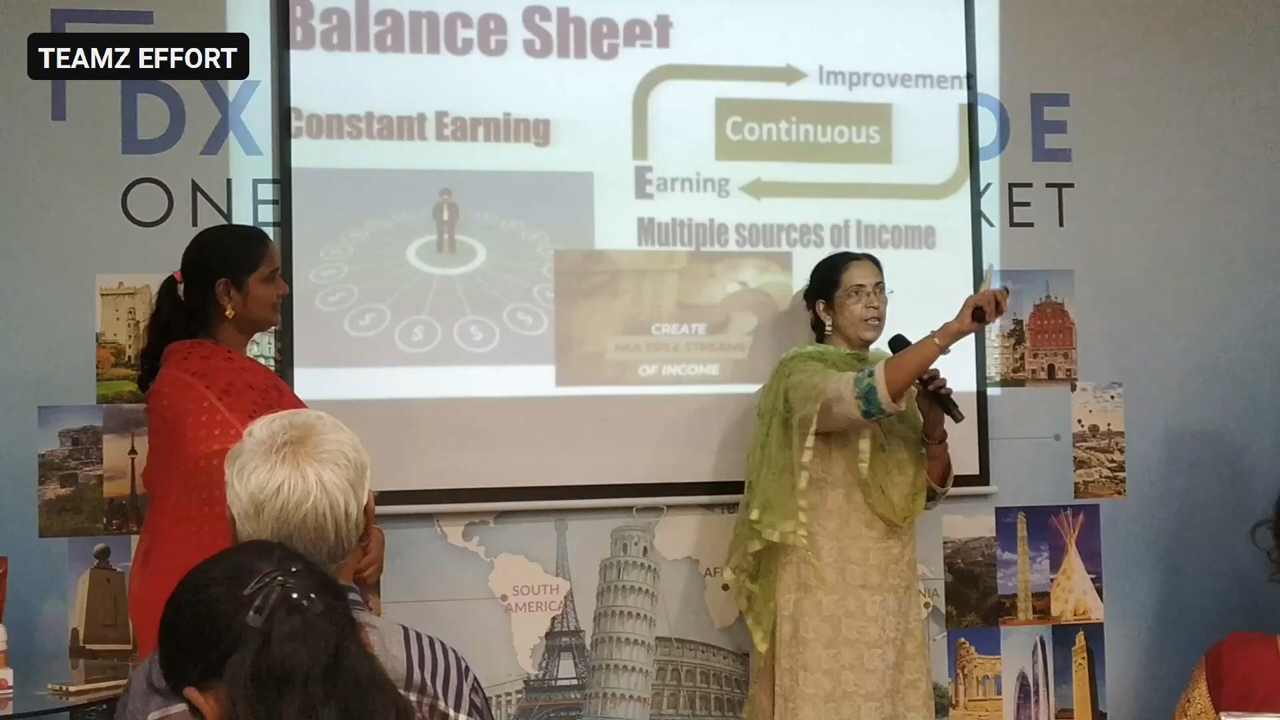 TEAMZ EFFORT
Balance Sheet
Improvement
DX
DE
Constant Earning
Continuous
ONE
KET
Earning
Multiple sources of Income
CREATE
MULTIPLE STREAMS
OF INCOME
SOUTH
AMERICA